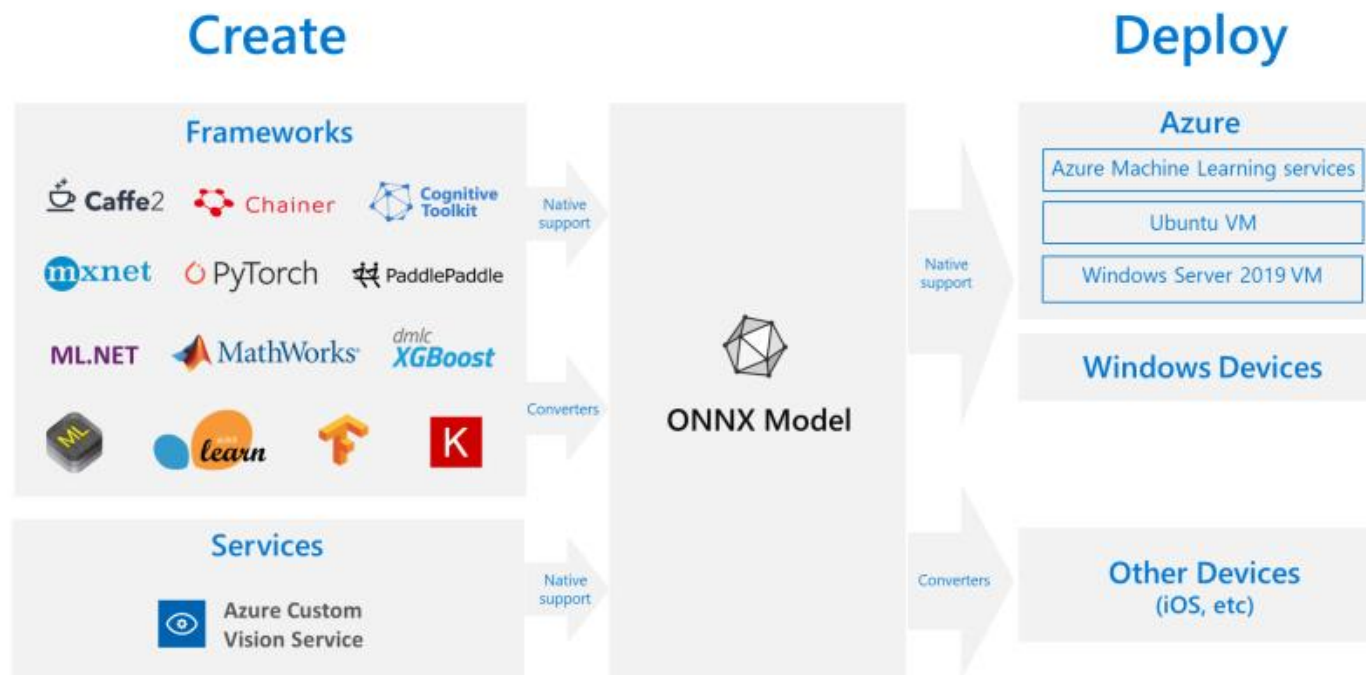 Create
Deploy
Frameworks
Caffe2
Chainer
Cognitive
Toolkit
mxnet
PyTorch
PaddlePaddle
ML.NET
MathWorks®
dmlc
XGBoost
ML
learn
K
Native
support
Converters
Services
Azure Custom
Vision Service
Native
support
ONNX Model
Native
support
Converters
Azure
Azure Machine Learning services
Ubuntu VM
Windows Server 2019 VM
Windows Devices
Other Devices
(iOS, etc)